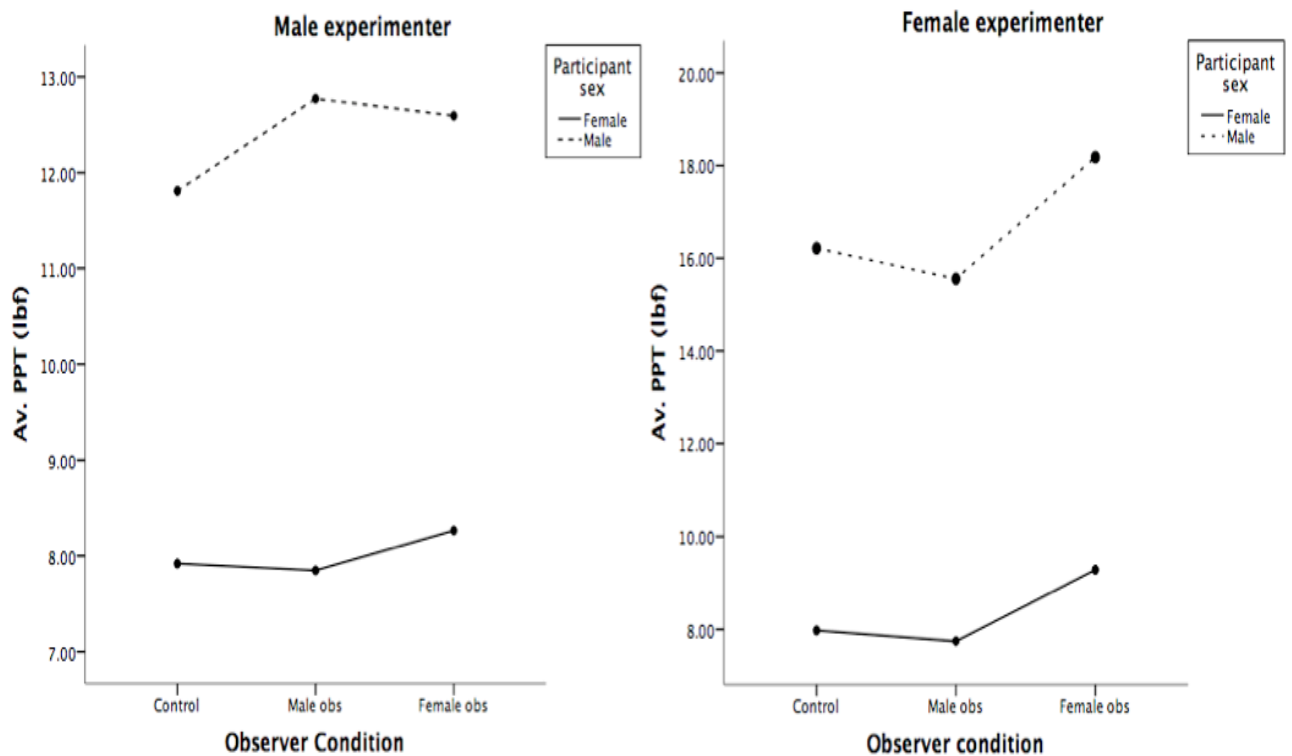 Male experimenter
Participant
sex
Female
Male
13.00
12.00
11.00
10.00
9.00
8.00
7.00
Av. PPT (lbf)
Control
Male obs
Female obs
Observer Condition
Female experimenter
Participant
sex
Female
Male
20.00
18.00
16.00
14.00
12.00
10.00
8.00
Av. PPT (lbf)
Control
Male obs
Female obs
Observer condition